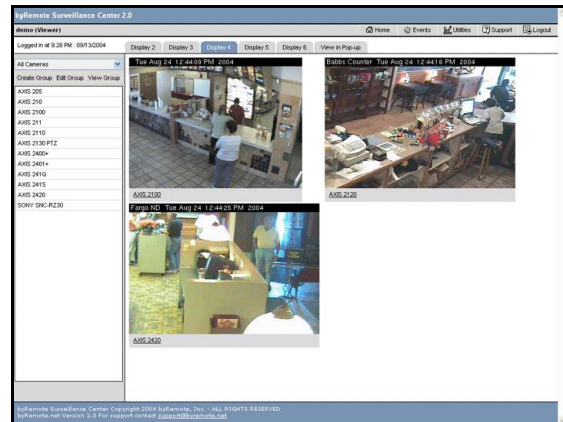 byRemote Surveillance Center 2.0
demo (Viewer)
Home Events Utilities Support Logout
Logged in at 9:28 PM : 09/13/2004
Display 2 Display 3 Display 4 Display 5 Display 6 View in Pop-up
All Cameras
Create Group Edit Group View Group
AXIS 205
AXIS 210
AXIS 2100
AXIS 211
AXIS 2110
AXIS 2130 PTZ
AXIS 2400+
AXIS 2401+
AXIS 241Q
AXIS 241S
AXIS 2420
SONY SNC-RZ30
Tue Aug 24 12:44:09 PM 2004
AXIS 2100
Babbs Counter Tue Aug 24 12:44:16 PM 2004
AXIS 2120
Fargo ND Tue Aug 24 12:44:25 PM 2004
AXIS 2420
byRemote Surveillance Center Copyright 2004 byRemote, Inc. - ALL RIGHTS RESERVED
byRemote.net Version 2.0 For support contact support@byremote.net